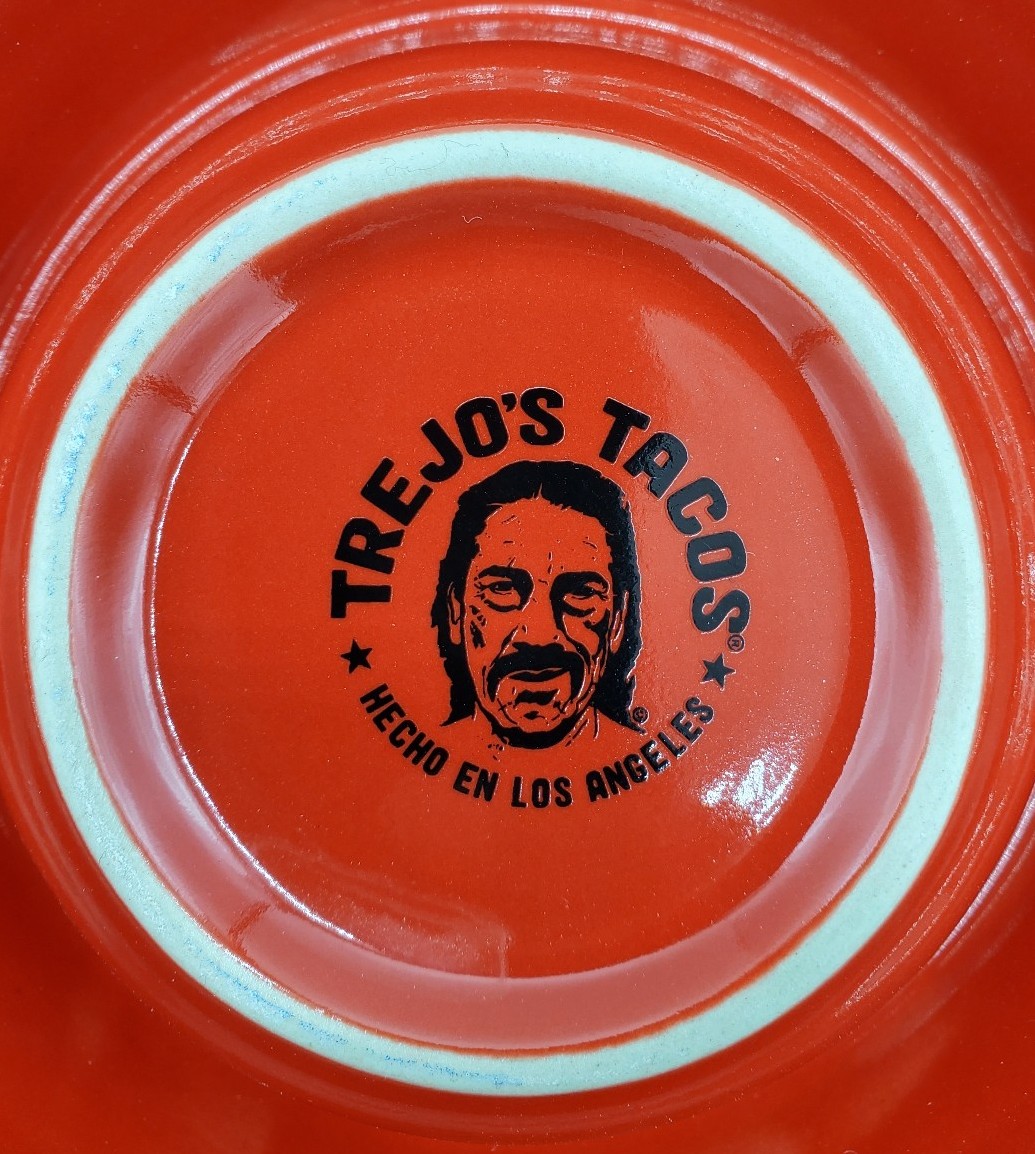 TREJO'S TACOS®
★ HECHO EN LOS ANGELES ★